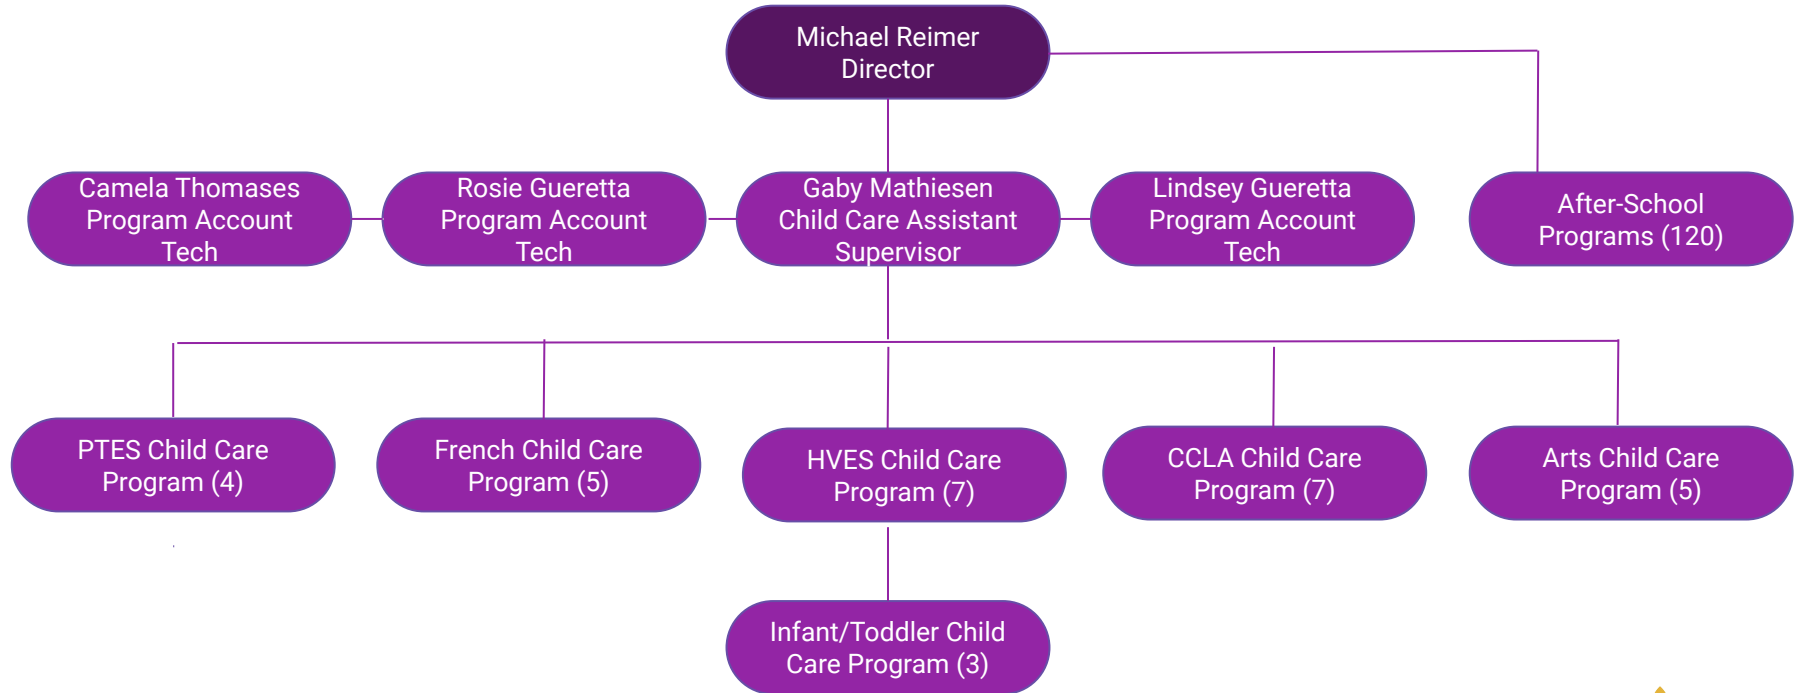 Michael Reimer
Director
Camela Thomases
Program Account
Tech
Rosie Gueretta
Program Account
Tech
Gaby Mathiesen
Child Care Assistant
Supervisor
Lindsey Gueretta
Program Account
Tech
After-School
Programs (120)
PTES Child Care
Program (4)
French Child Care
Program (5)
HVES Child Care
Program (7)
CCLA Child Care
Program (7)
Arts Child Care
Program (5)
Infant/Toddler Child
Care Program (3)